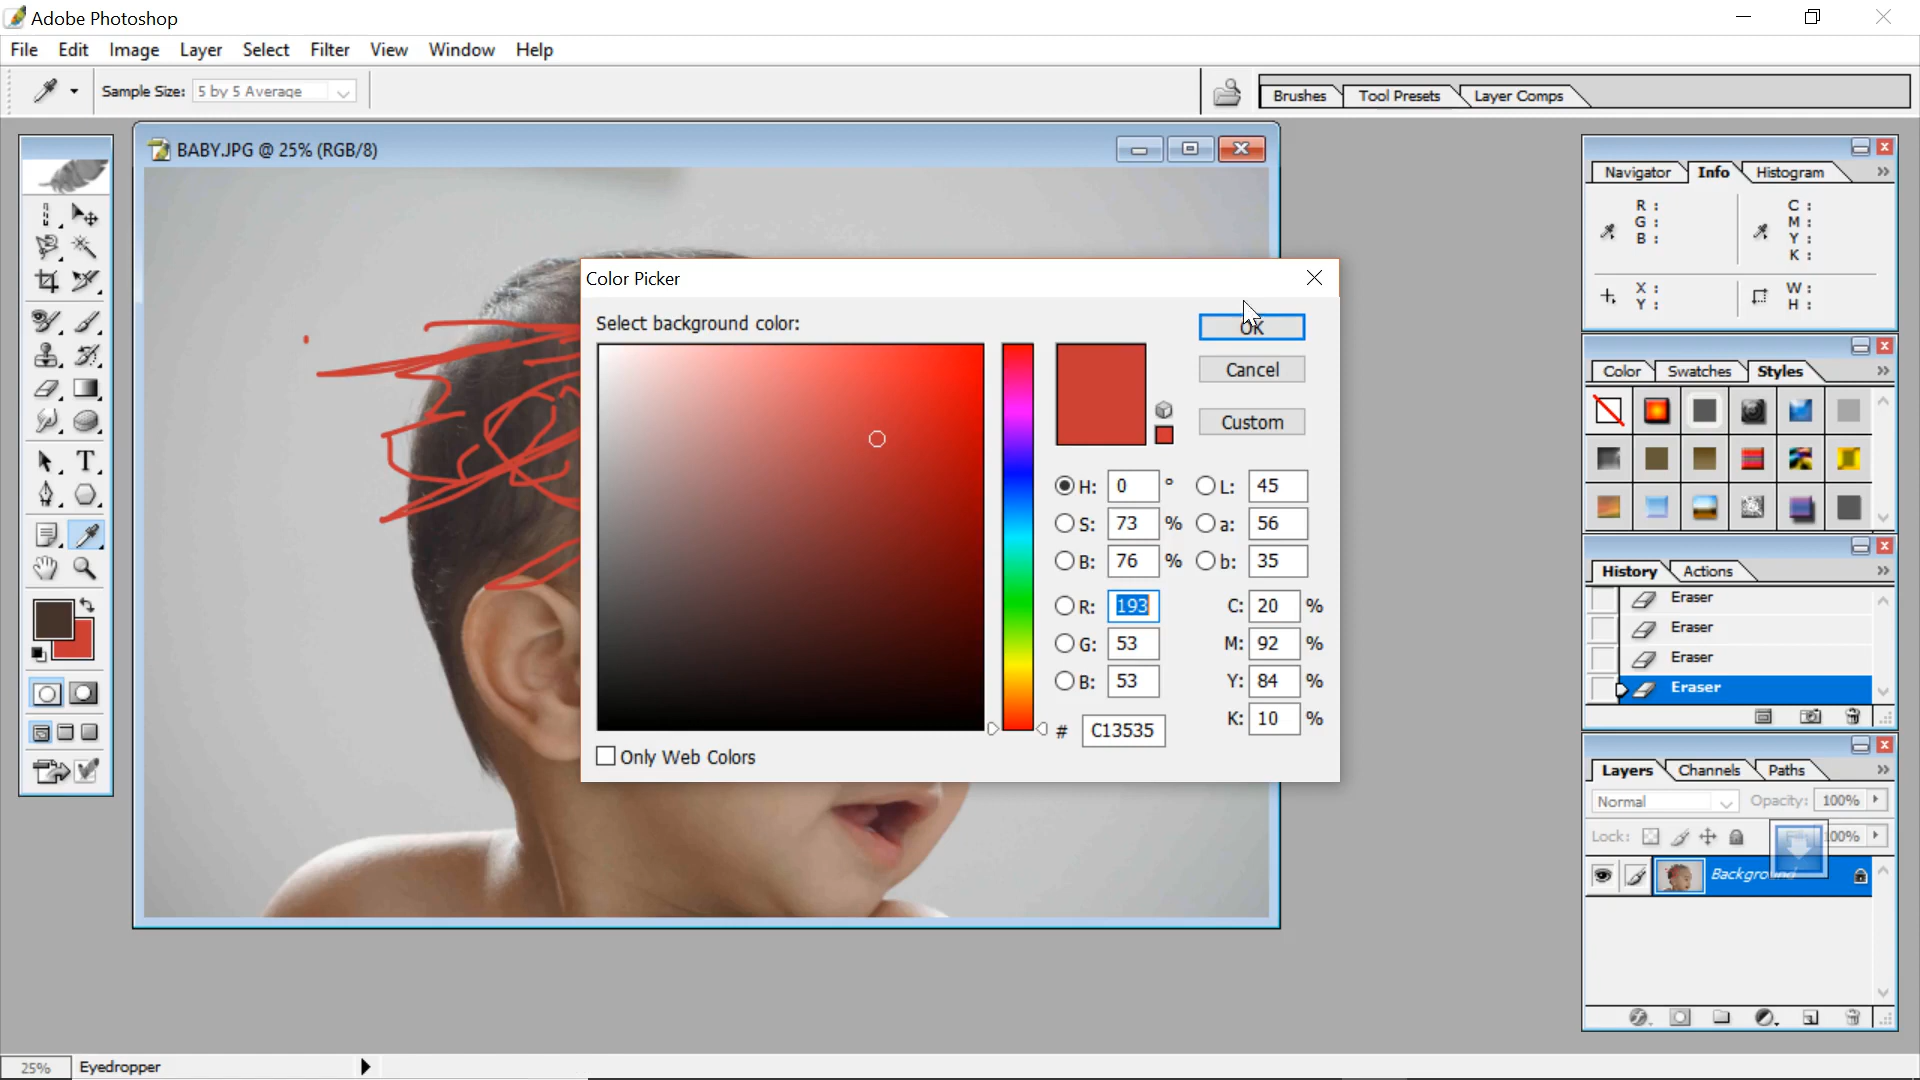 Adobe Photoshop
File Edit Image Layer Select Filter View Window Help
Sample Size: 5 by 5 Average
Brushes Tool Presets Layer Comps
BABY.JPG @ 25% (RGB/8)
Navigator Info Histogram
R :
G :
B :
C :
M :
Y :
K :
X :
Y :
W :
H :
Color Picker
Select background color:
OK
Cancel
Custom
H: 0 °
S: 73 %
B: 76 %
L: 45
a: 56
b: 35
R: 193
G: 53
B: 53
# C13535
C: 20 %
M: 92 %
Y: 84 %
K: 10 %
Only Web Colors
Color Swatches Styles
History Actions
Eraser
Eraser
Eraser
Eraser
Layers Channels Paths
Normal Opacity: 100%
Lock: 100%
Background
25% Eyedropper